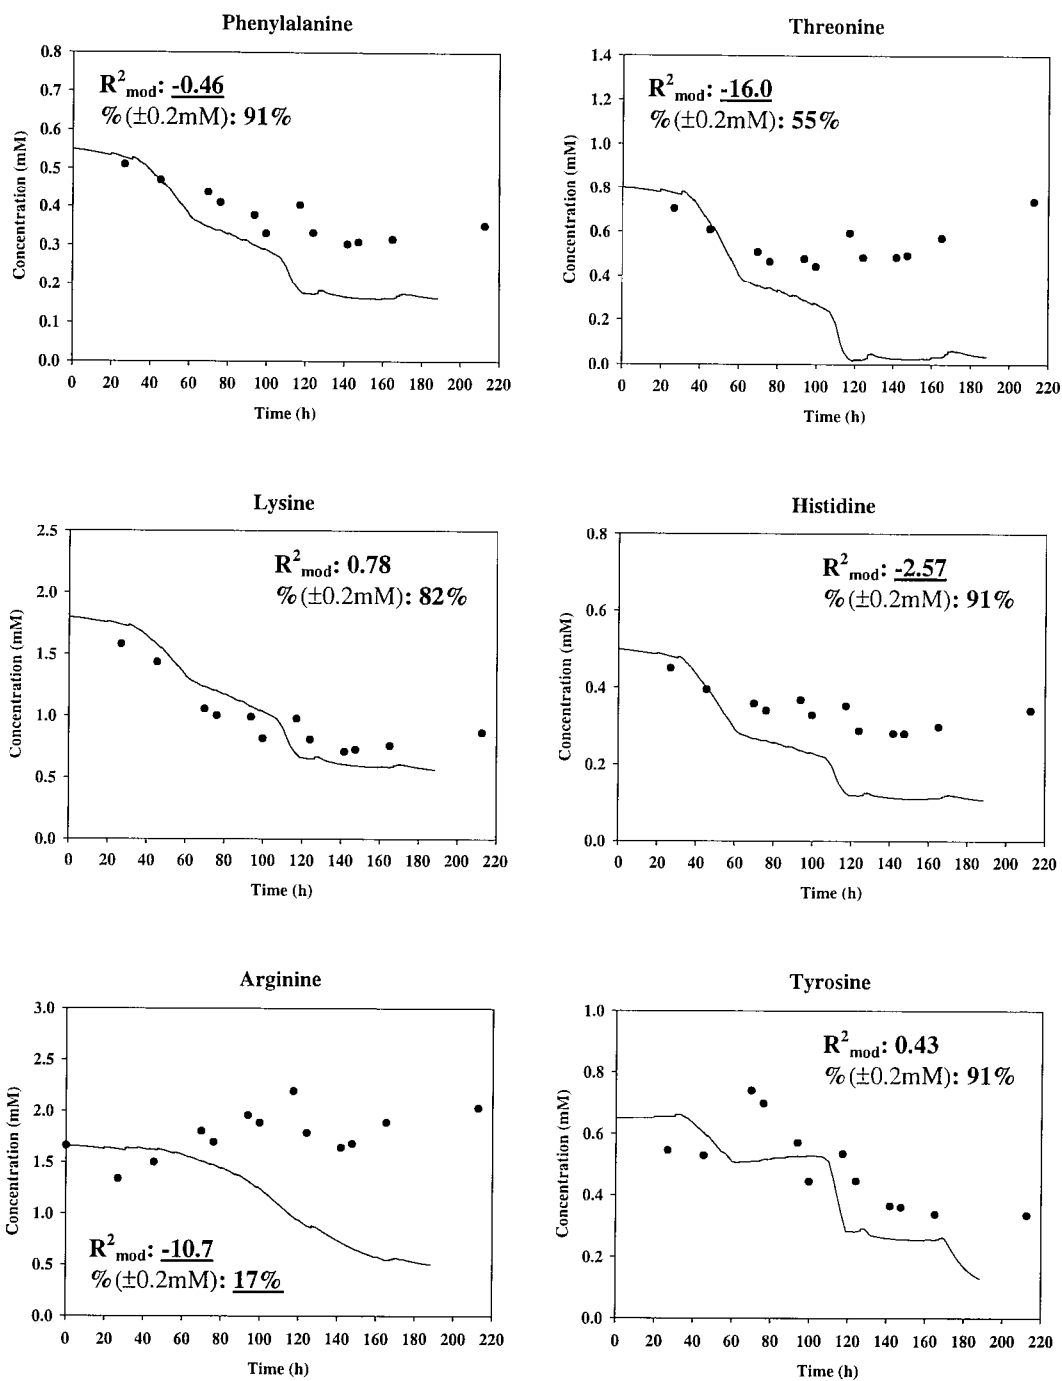 Phenylalanine
R²mod: -0.46
%(±0.2mM): 91%
Concentration (mM)
0.8
0.7
0.6
0.5
0.4
0.3
0.2
0.1
0.0
0 20 40 60 80 100 120 140 160 180 200 220
Time (h)
Threonine
R²mod: -16.0
%(±0.2mM): 55%
Concentration (mM)
1.4
1.2
1.0
0.8
0.6
0.4
0.2
0.0
0 20 40 60 80 100 120 140 160 180 200 220
Time (h)
Lysine
R²mod: 0.78
%(±0.2mM): 82%
Concentration (mM)
2.5
2.0
1.5
1.0
0.5
0.0
0 20 40 60 80 100 120 140 160 180 200 220
Time (h)
Histidine
R²mod: -2.57
%(±0.2mM): 91%
Concentration (mM)
0.8
0.6
0.4
0.2
0.0
0 20 40 60 80 100 120 140 160 180 200 220
Time (h)
Arginine
Concentration (mM)
3.0
2.5
2.0
1.5
1.0
0.5
0.0
R²mod: -10.7
%(±0.2mM): 17%
0 20 40 60 80 100 120 140 160 180 200 220
Time (h)
Tyrosine
R²mod: 0.43
%(±0.2mM): 91%
Concentration (mM)
1.0
0.8
0.6
0.4
0.2
0.0
0 20 40 60 80 100 120 140 160 180 200 220
Time (h)